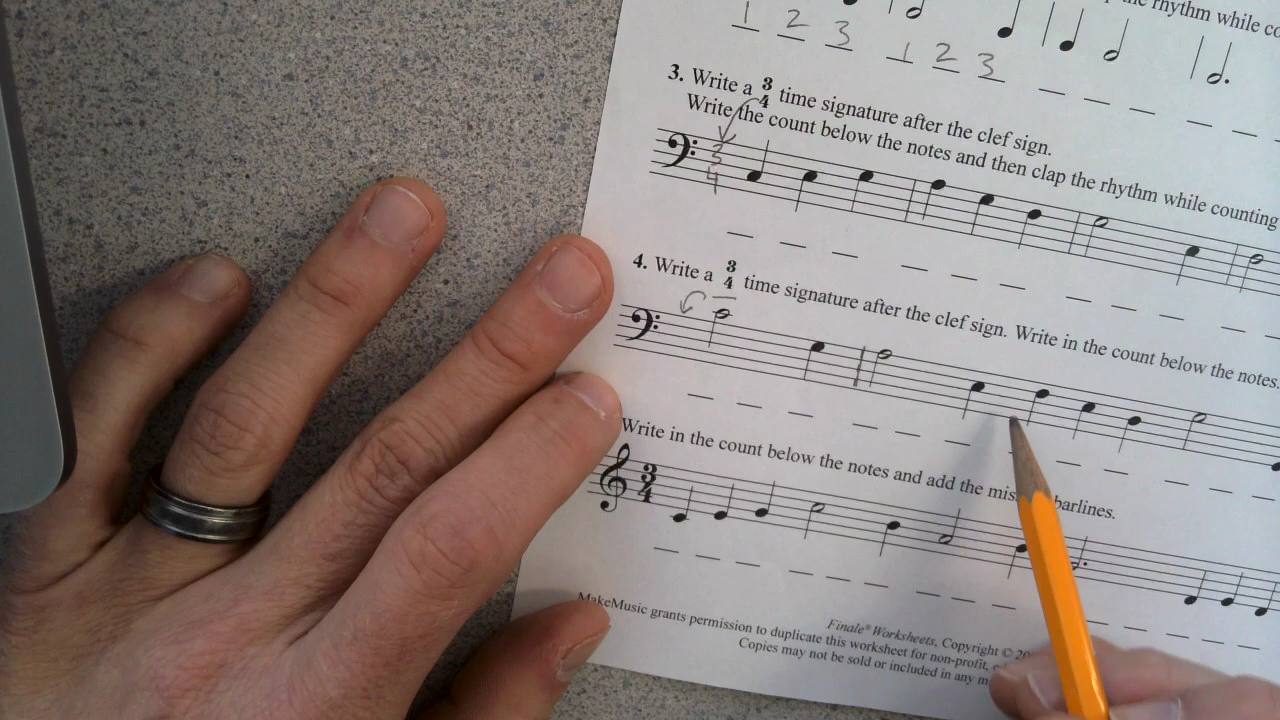 rhythm while co
1 2 3 1 2 3
3. Write a 3/4 time signature after the clef sign.
Write the count below the notes and then clap the rhythm while counting
3
4
4. Write a 3/4 time signature after the clef sign. Write in the count below the notes.
Write in the count below the notes and add the mis barlines.
3
4
Finale® Worksheets, Copyright © 20
MakeMusic grants permission to duplicate this worksheet for non-profit, e
Copies may not be sold or included in any m